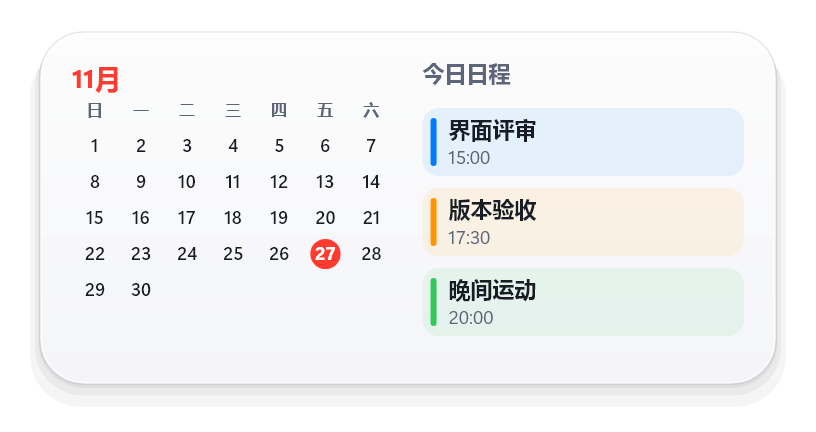 11月
日 一 二 三 四 五 六
1 2 3 4 5 6 7
8 9 10 11 12 13 14
15 16 17 18 19 20 21
22 23 24 25 26 27 28
29 30
今日日程
界面评审
15:00
版本验收
17:30
晚间运动
20:00